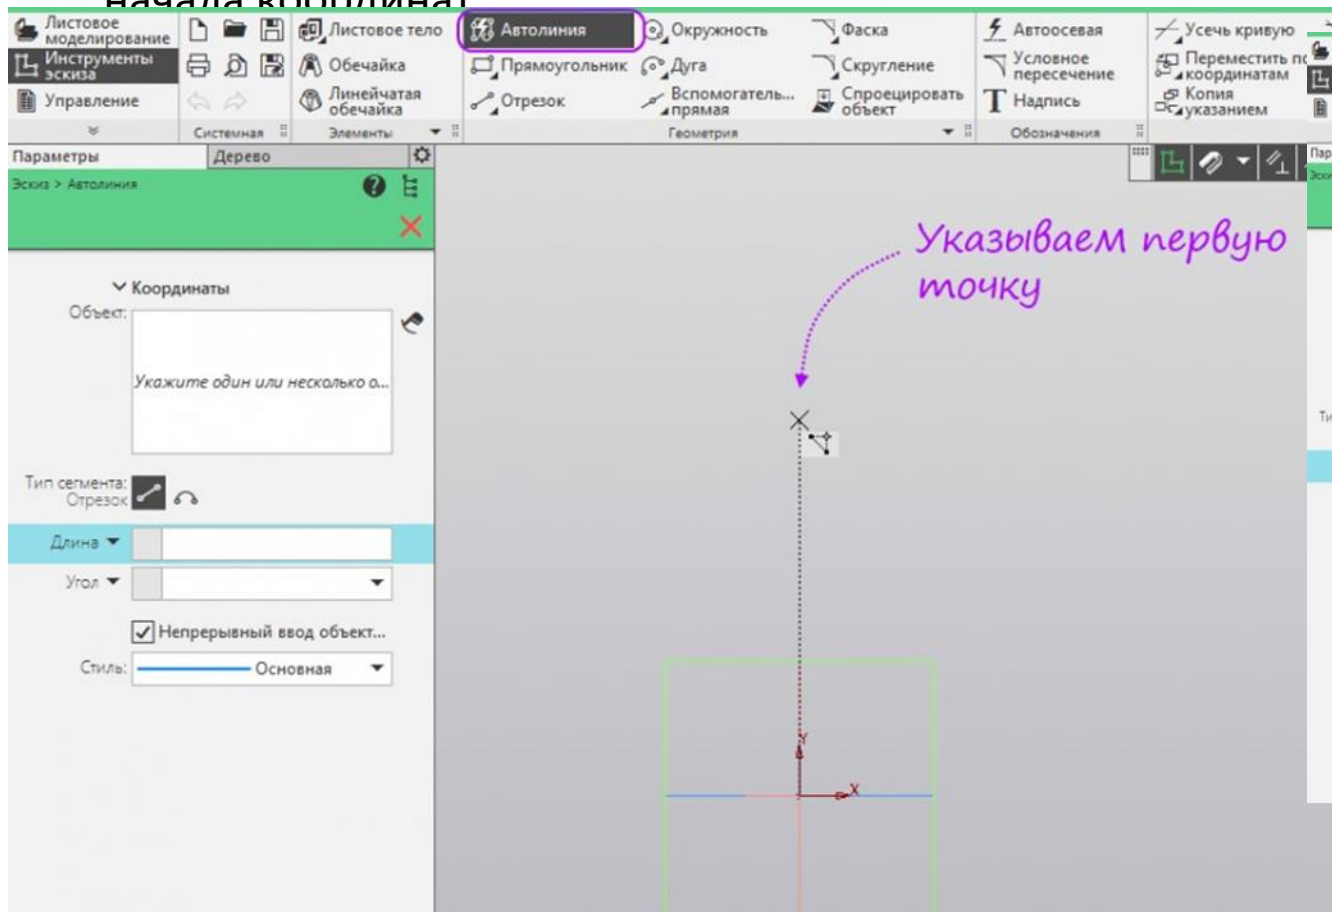 начала координат
Листовое моделирование
Листовое тело
Автолиния
Окружность
Фаска
Автоосевая
Усечь кривую
Инструменты эскиза
Обечайка
Прямоугольник
Дуга
Скругление
Условное пересечение
Переместить по координатам
Управление
Линейчатая обечайка
Отрезок
Вспомогатель... прямая
Спроецировать объект
Надпись
Копия указанием
Системная
Элементы
Геометрия
Обозначения
Параметры
Дерево
Пар
Эскиз > Автолиния
Указываем первую
точку
Координаты
Объект:
Укажите один или несколько о...
Тип сегмента:
Отрезок
Длина
Угол
Непрерывный ввод объект...
Стиль:
Основная
Y
X